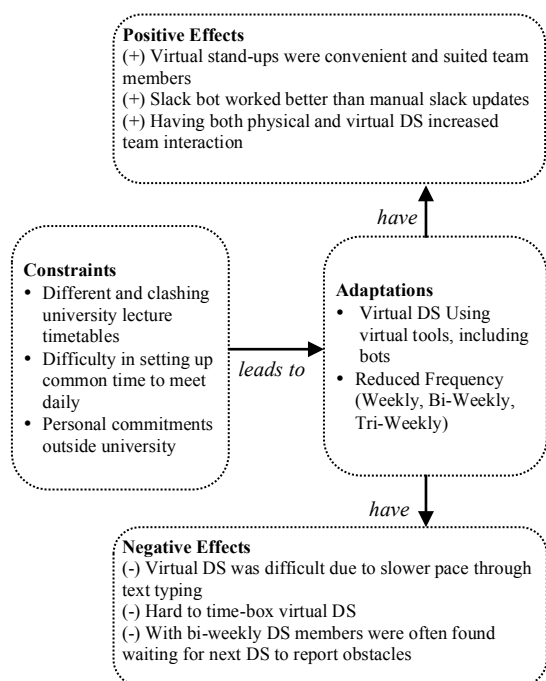 Positive Effects
(+) Virtual stand-ups were convenient and suited team
members
(+) Slack bot worked better than manual slack updates
(+) Having both physical and virtual DS increased
team interaction
have
Constraints
• Different and clashing
university lecture
timetables
• Difficulty in setting up
common time to meet
daily
• Personal commitments
outside university
leads to
Adaptations
• Virtual DS Using
virtual tools, including
bots
• Reduced Frequency
(Weekly, Bi-Weekly,
Tri-Weekly)
have
Negative Effects
(-) Virtual DS was difficult due to slower pace through
text typing
(-) Hard to time-box virtual DS
(-) With bi-weekly DS members were often found
waiting for next DS to report obstacles